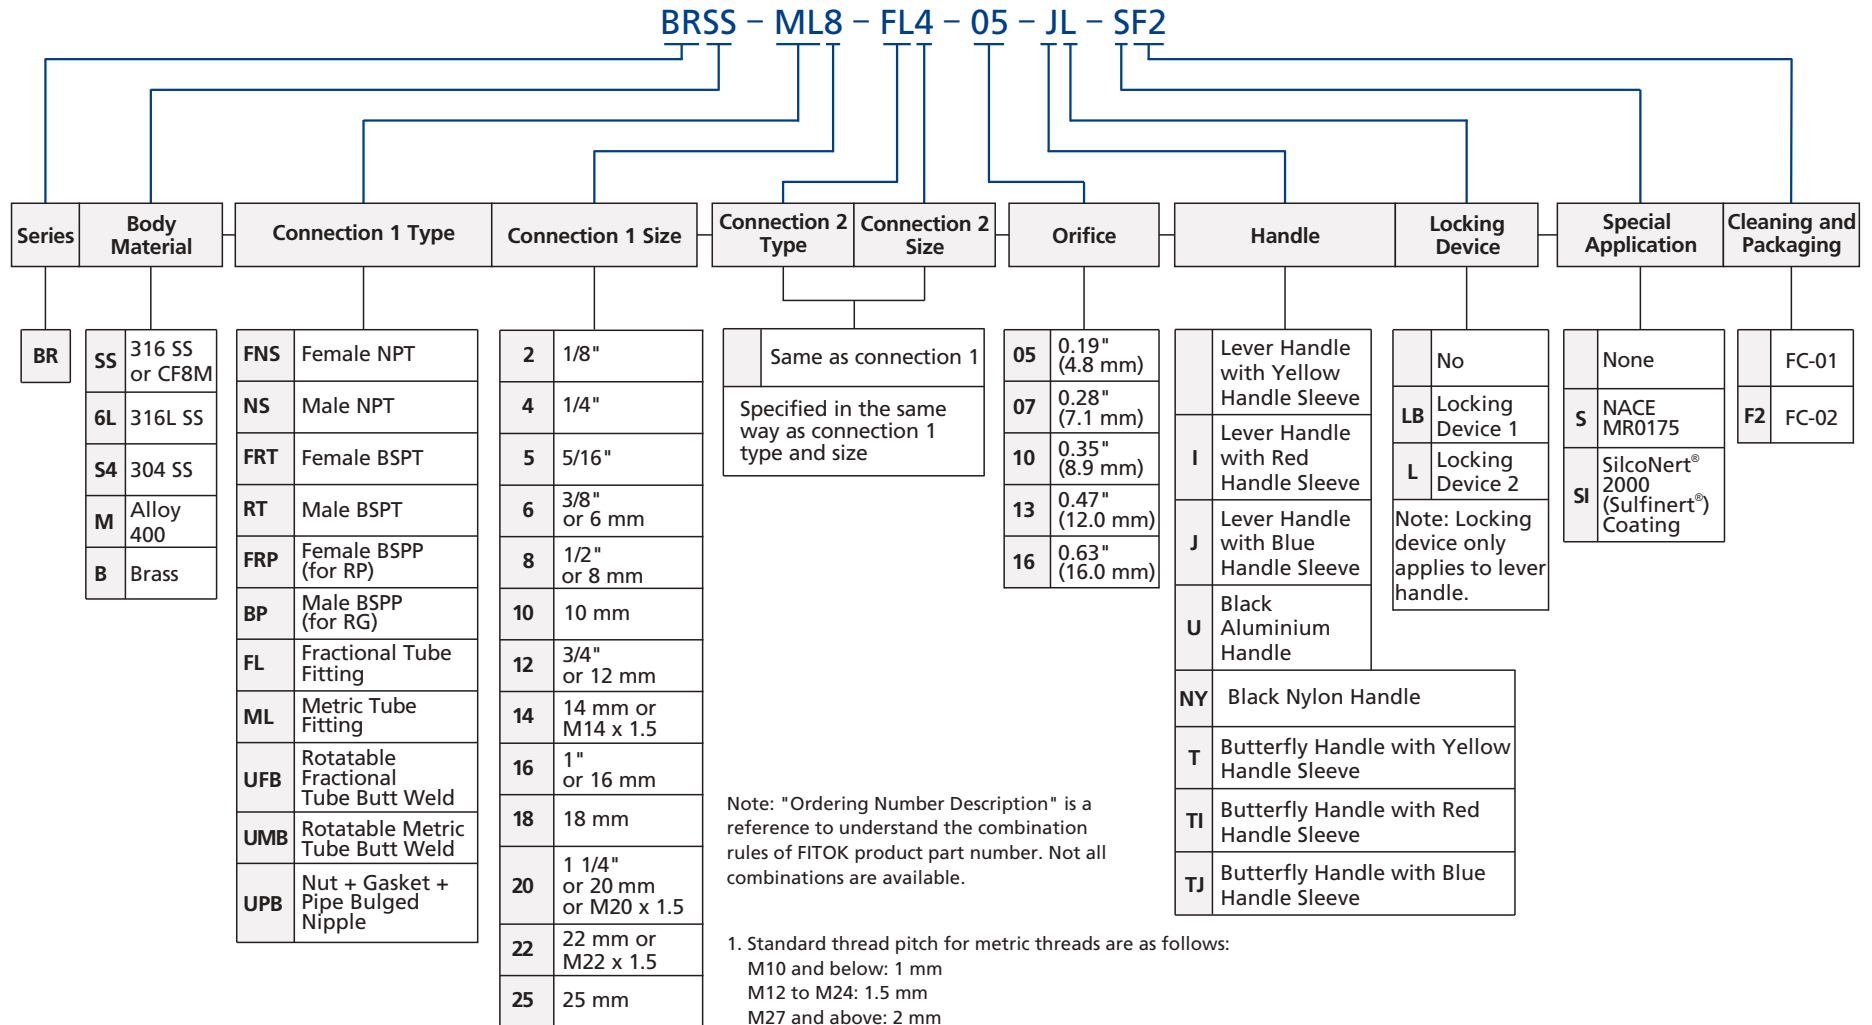 BRSS – ML8 – FL4 – 05 – JL – SF2
Series
Body
Material
Connection 1 Type
Connection 1 Size
Connection 2
Type
Connection 2
Size
Orifice
Handle
Locking
Device
Special
Application
Cleaning and
Packaging
BR
SS 316 SS
or CF8M
6L 316L SS
S4 304 SS
M Alloy
400
B Brass
FNS Female NPT
NS Male NPT
FRT Female BSPT
RT Male BSPT
FRP Female BSPP
(for RP)
BP Male BSPP
(for RG)
FL Fractional Tube
Fitting
ML Metric Tube
Fitting
UFB Rotatable
Fractional
Tube Butt Weld
UMB Rotatable Metric
Tube Butt Weld
UPB Nut + Gasket +
Pipe Bulged
Nipple
2 1/8"
4 1/4"
5 5/16"
6 3/8"
or 6 mm
8 1/2"
or 8 mm
10 10 mm
12 3/4"
or 12 mm
14 14 mm or
M14 x 1.5
16 1"
or 16 mm
18 18 mm
20 1 1/4"
or 20 mm
or M20 x 1.5
22 22 mm or
M22 x 1.5
25 25 mm
Same as connection 1
Specified in the same
way as connection 1
type and size
05 0.19"
(4.8 mm)
07 0.28"
(7.1 mm)
10 0.35"
(8.9 mm)
13 0.47"
(12.0 mm)
16 0.63"
(16.0 mm)
Lever Handle
with Yellow
Handle Sleeve
I Lever Handle
with Red
Handle Sleeve
J Lever Handle
with Blue
Handle Sleeve
U Black
Aluminium
Handle
NY Black Nylon Handle
T Butterfly Handle with Yellow
Handle Sleeve
TI Butterfly Handle with Red
Handle Sleeve
TJ Butterfly Handle with Blue
Handle Sleeve
No
LB Locking
Device 1
L Locking
Device 2
Note: Locking
device only
applies to lever
handle.
None
S NACE
MR0175
SI SilcoNert®
2000
(Sulfinert®)
Coating
FC-01
F2 FC-02
Note: "Ordering Number Description" is a
reference to understand the combination
rules of FITOK product part number. Not all
combinations are available.
1. Standard thread pitch for metric threads are as follows:
M10 and below: 1 mm
M12 to M24: 1.5 mm
M27 and above: 2 mm